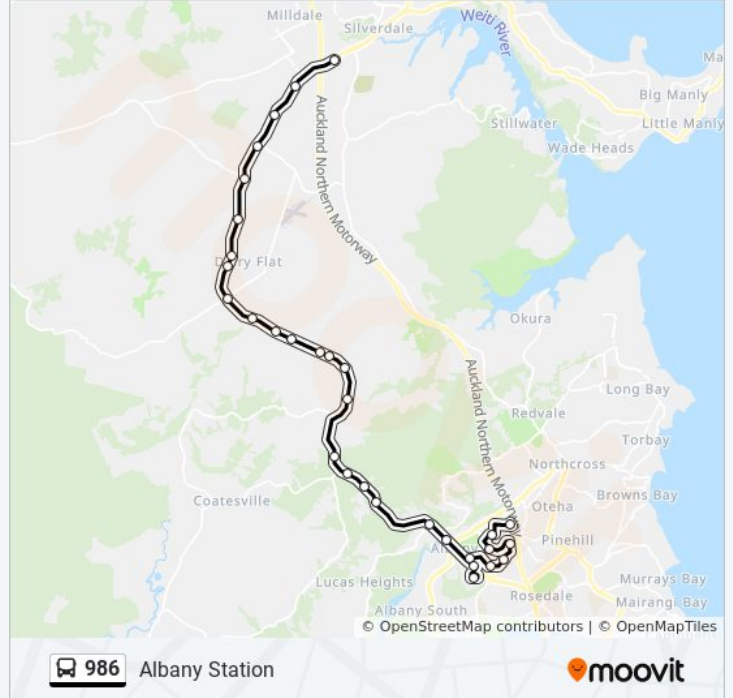 Milldale
Silverdale
Weiti River
Ma
Big Manly
Little Manly
Stillwater
Wade Heads
Auckland Northern Motorway
Dairy Flat
Okura
Auckland Northern Motorway
Long Bay
Redvale
Torbay
Northcross
Coatesville
Browns Bay
Oteha
Pinehill
Albany
Lucas Heights
Murrays Bay
Rosedale
Mairangi Bay
Albany South
© OpenStreetMap contributors | © OpenMapTiles
986 Albany Station
moovit